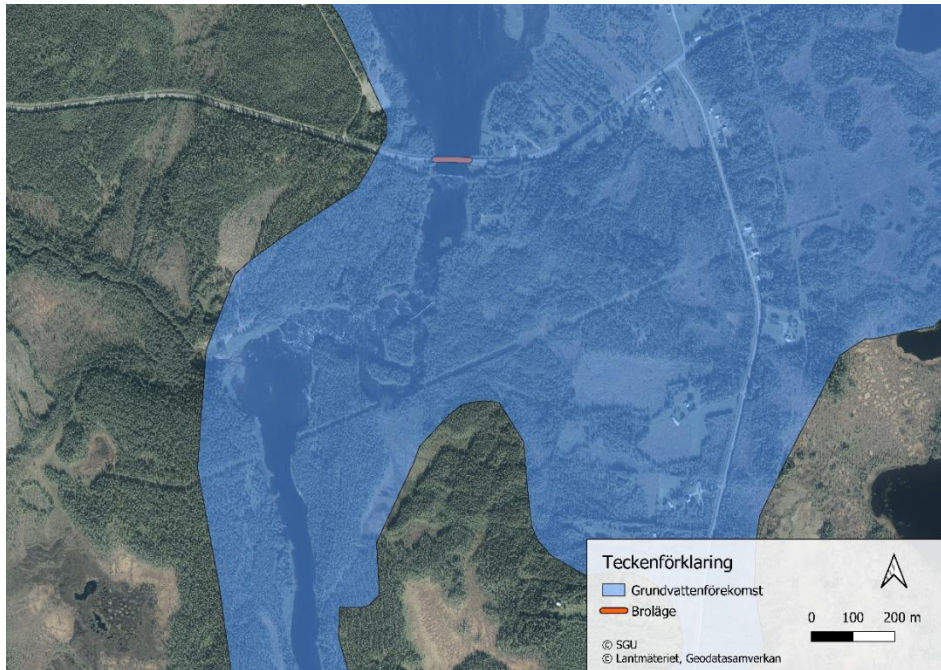 Teckenförklaring
Grundvattenförekomst
Broläge
0 100 200 m
© SGU
© Lantmäteriet, Geodatasamverkan